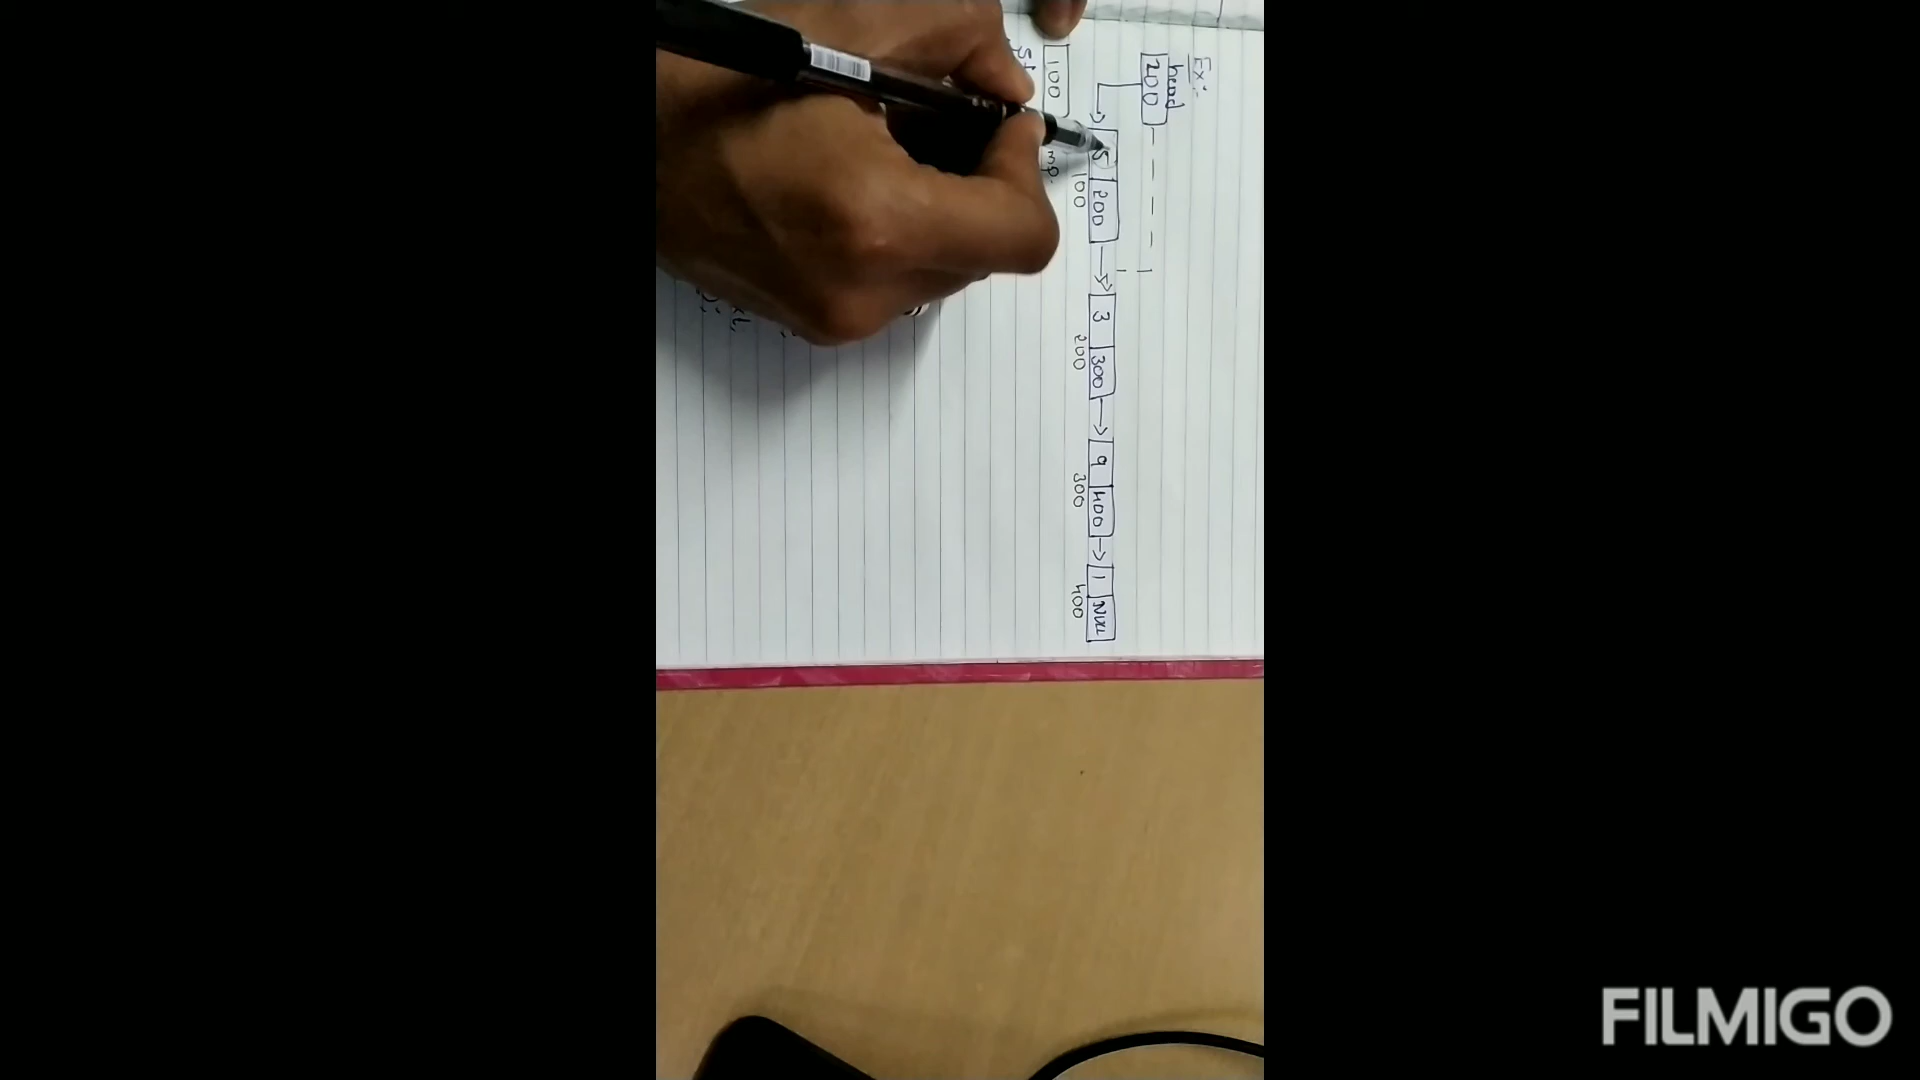 Ex:-
head
200
5 200 → 3 300 → 9 400 → 1 NULL
100 200 300 400
100
FILMIGO